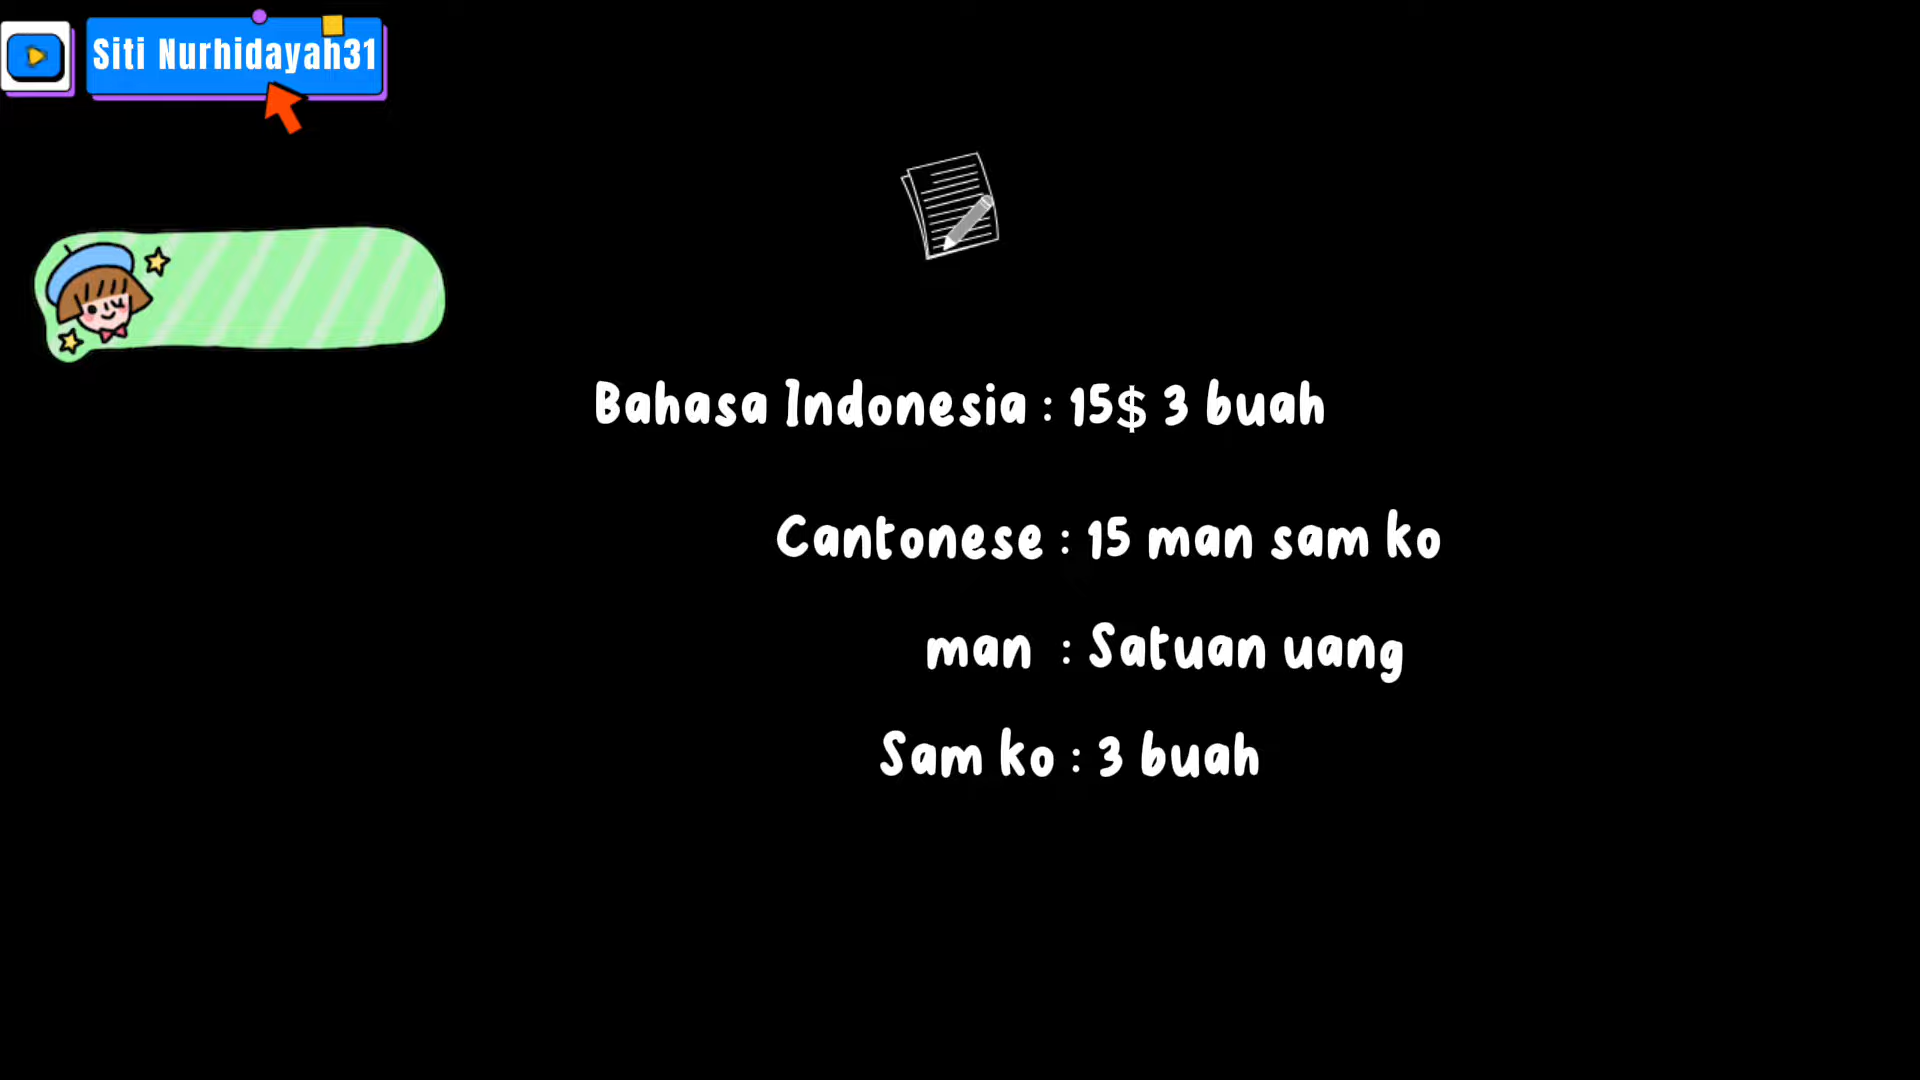 Siti Nurhidayah31
Bahasa Indonesia : 15$ 3 buah
Cantonese : 15 man sam ko
man : Satuan uang
Sam ko : 3 buah